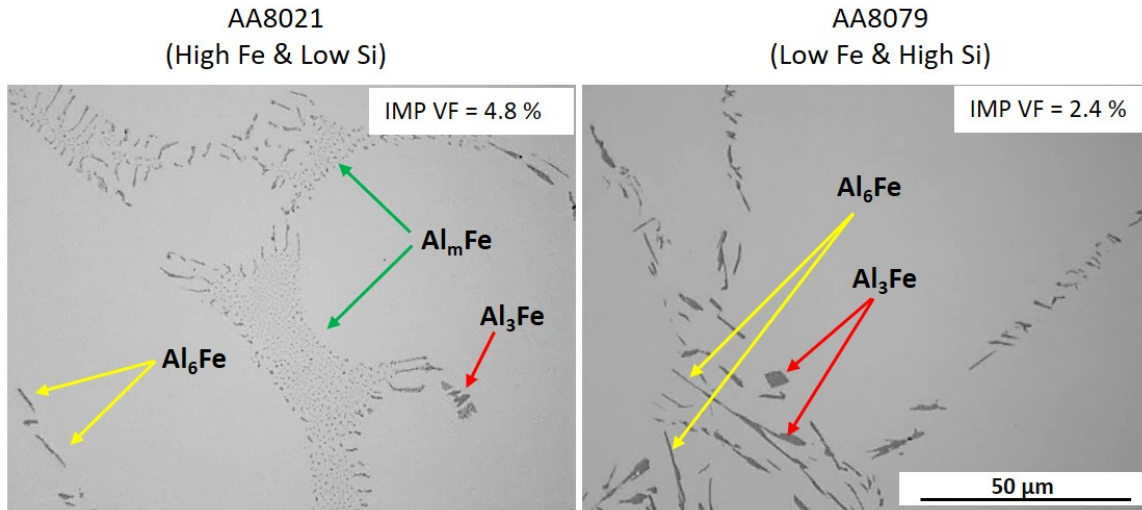 AA8021
(High Fe & Low Si)
IMP VF = 4.8 %
AlₘFe
Al₃Fe
Al₆Fe
AA8079
(Low Fe & High Si)
IMP VF = 2.4 %
Al₆Fe
Al₃Fe
50 µm